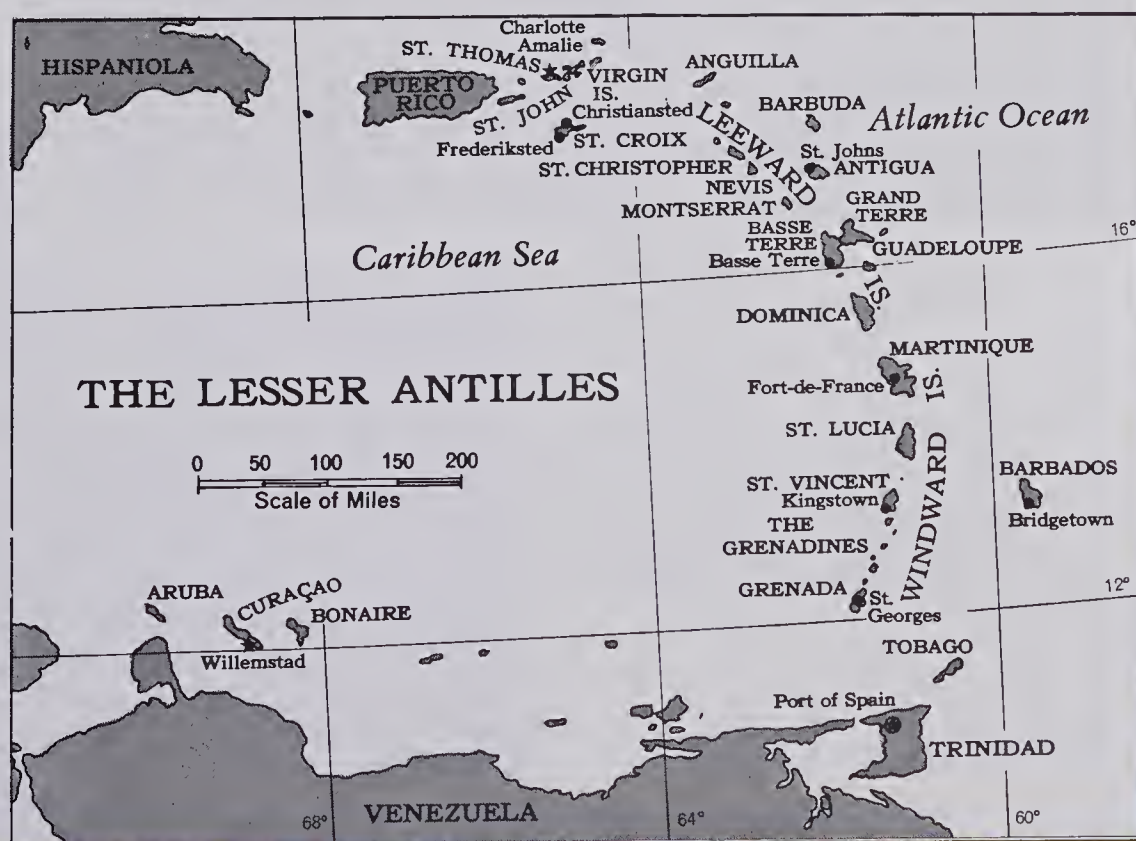 Charlotte
Amalie
ST. THOMAS
HISPANIOLA
PUERTO
RICO
VIRGIN
IS.
ANGUILLA
ST. JOHN
Christiansted
LEEWARD
BARBUDA
Atlantic Ocean
Frederiksted
ST. CROIX
St. Johns
ANTIGUA
ST. CHRISTOPHER
NEVIS
MONTSERRAT
GRAND
TERRE
BASSE
TERRE
Basse Terre
GUADELOUPE
16°
Caribbean Sea
IS.
DOMINICA
MARTINIQUE
Fort-de-France
IS.
THE LESSER ANTILLES
ST. LUCIA
0 50 100 150 200
Scale of Miles
WINDWARD
ST. VINCENT
Kingstown
BARBADOS
Bridgetown
THE
GRENADINES
GRENADA
St.
Georges
12°
ARUBA
CURAÇAO
BONAIRE
Willemstad
TOBAGO
Port of Spain
TRINIDAD
VENEZUELA
68°
64°
60°